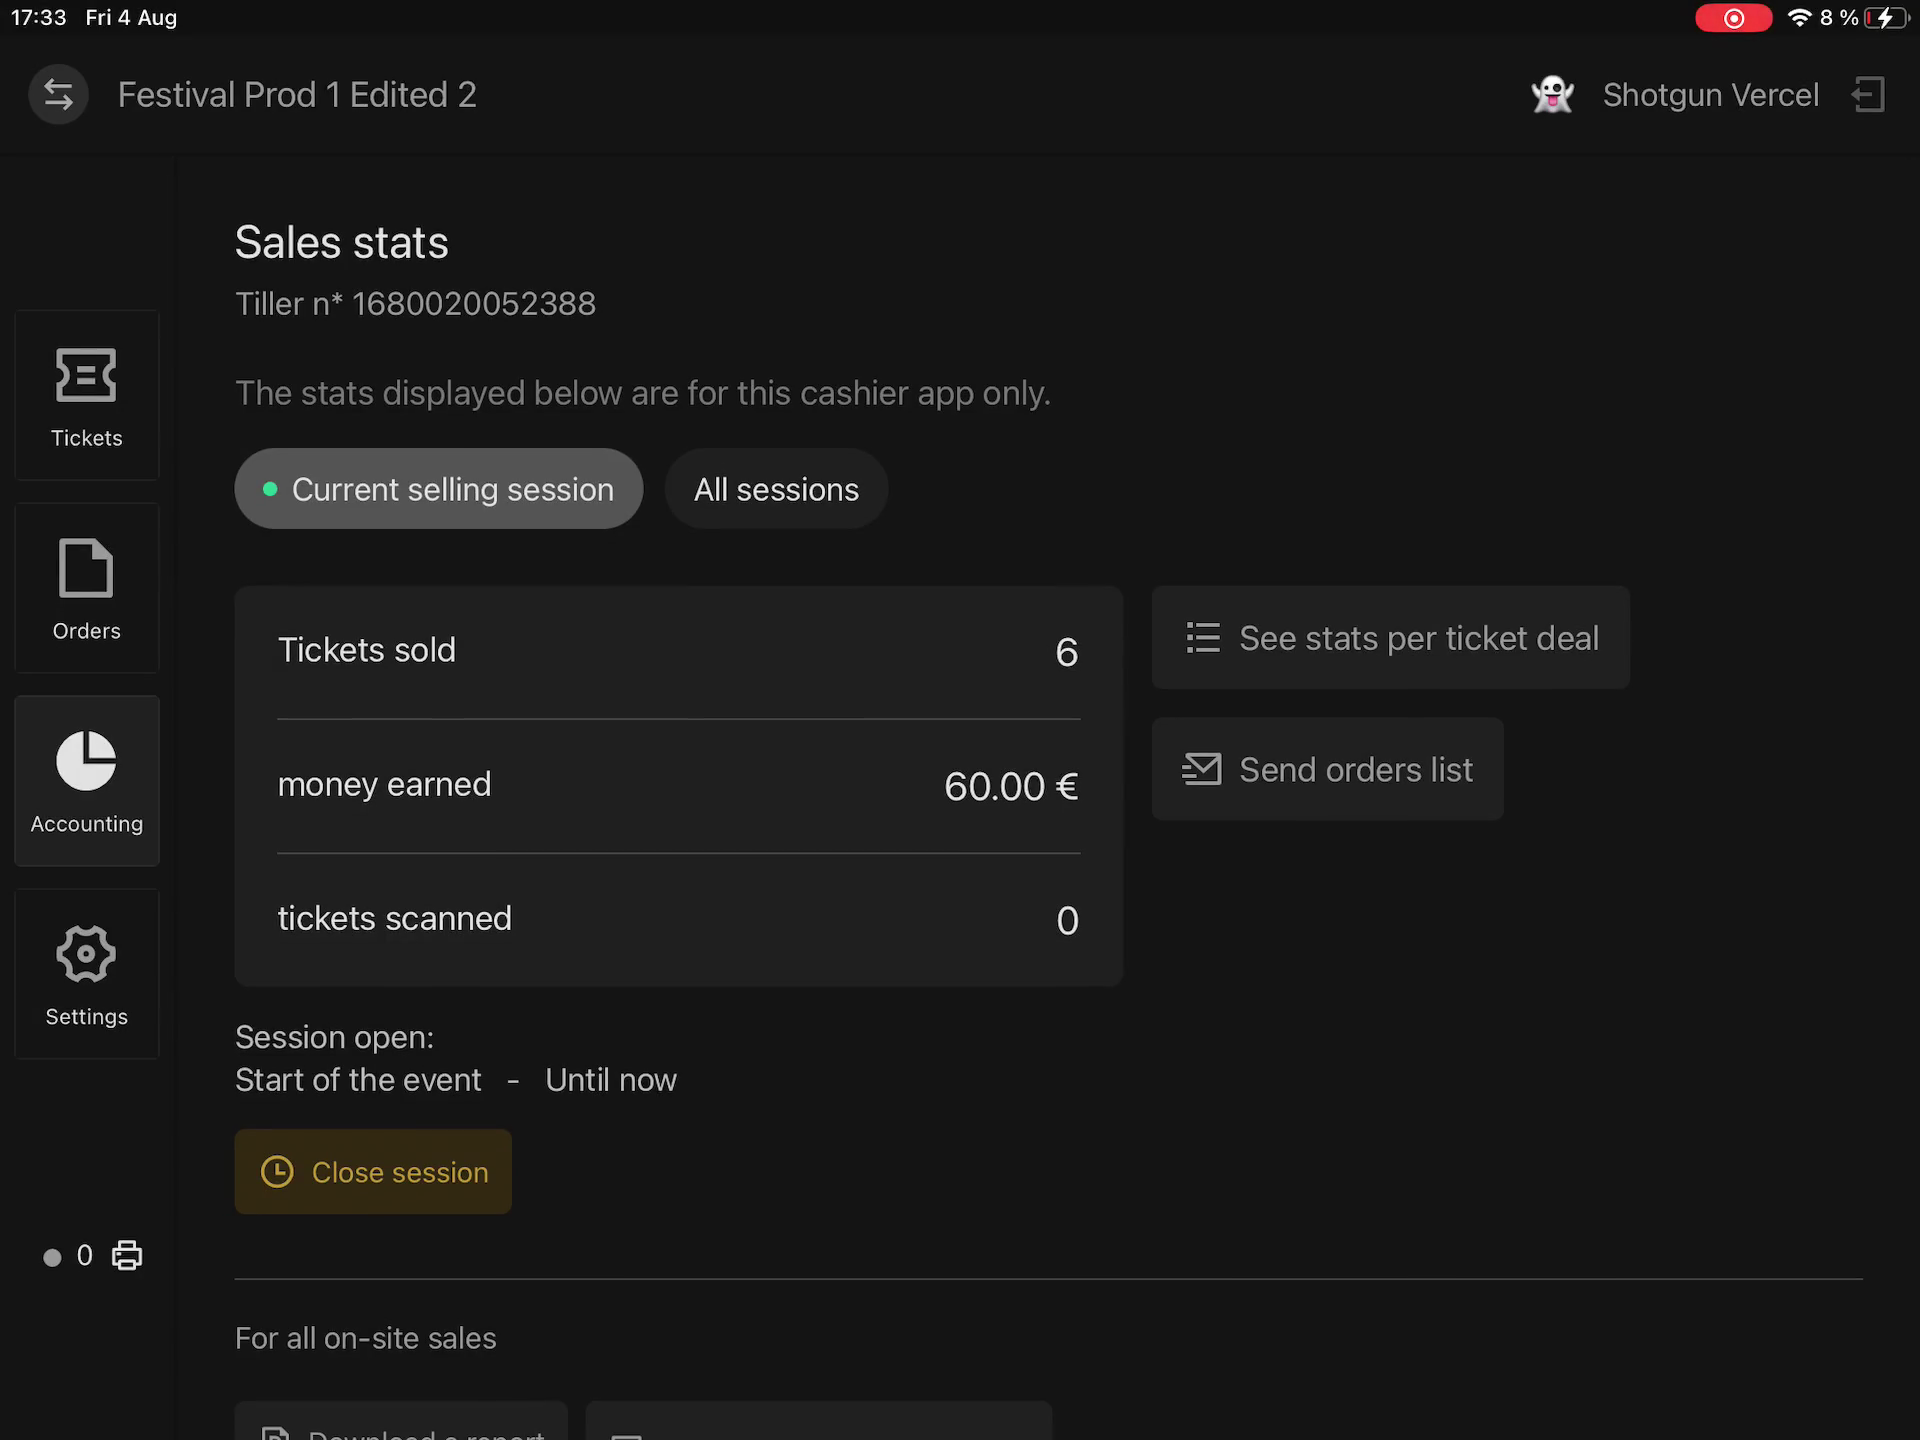 17:33 Fri 4 Aug
8 %
Festival Prod 1 Edited 2
Shotgun Vercel
Sales stats
Tiller n* 1680020052388
The stats displayed below are for this cashier app only.
Current selling session
All sessions
Tickets
Orders
Accounting
Settings
0
Tickets sold 6
money earned 60.00 €
tickets scanned 0
See stats per ticket deal
Send orders list
Session open:
Start of the event - Until now
Close session
For all on-site sales
Download a report